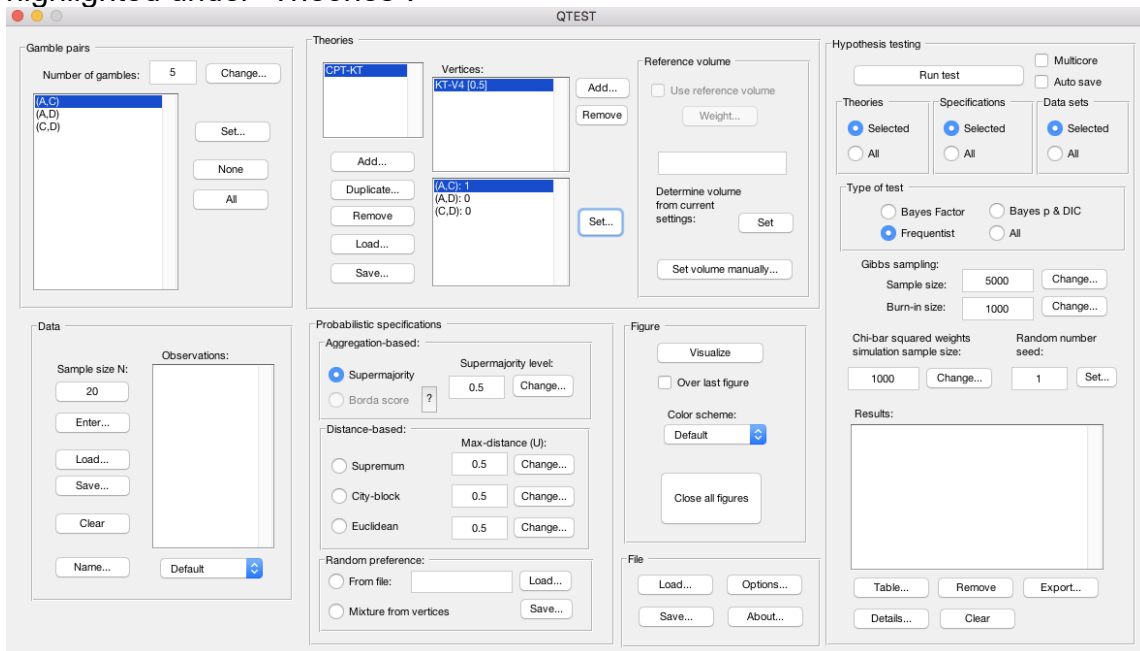 highlighted under "Theories".
QTEST
Gamble pairs
Number of gambles:
5
Change...
(A,C)
(A,D)
(C,D)
Set...
None
All
Theories
CPT-KT
Vertices:
KT-V4 [0.5]
Add...
Remove
Add...
Duplicate...
Remove
Load...
Save...
(A,C): 1
(A,D): 0
(C,D): 0
Set...
Reference volume
Use reference volume
Weight...
Determine volume
from current
settings:
Set
Set volume manually...
Hypothesis testing
Run test
Multicore
Auto save
Theories
Selected
All
Specifications
Selected
All
Data sets
Selected
All
Type of test
Bayes Factor
Bayes p & DIC
Frequentist
All
Gibbs sampling:
Sample size:
5000
Change...
Burn-in size:
1000
Change...
Chi-bar squared weights
simulation sample size:
1000
Change...
Random number
seed:
1
Set...
Results:
Table...
Remove
Export...
Details...
Clear
Data
Sample size N:
20
Enter...
Load...
Save...
Clear
Name...
Observations:
Default
Probabilistic specifications
Aggregation-based:
Supermajority
Borda score
?
Supermajority level:
0.5
Change...
Distance-based:
Max-distance (U):
Supremum
0.5
Change...
City-block
0.5
Change...
Euclidean
0.5
Change...
Random preference:
From file:
Load...
Mixture from vertices
Save...
Figure
Visualize
Over last figure
Color scheme:
Default
Close all figures
File
Load...
Options...
Save...
About...